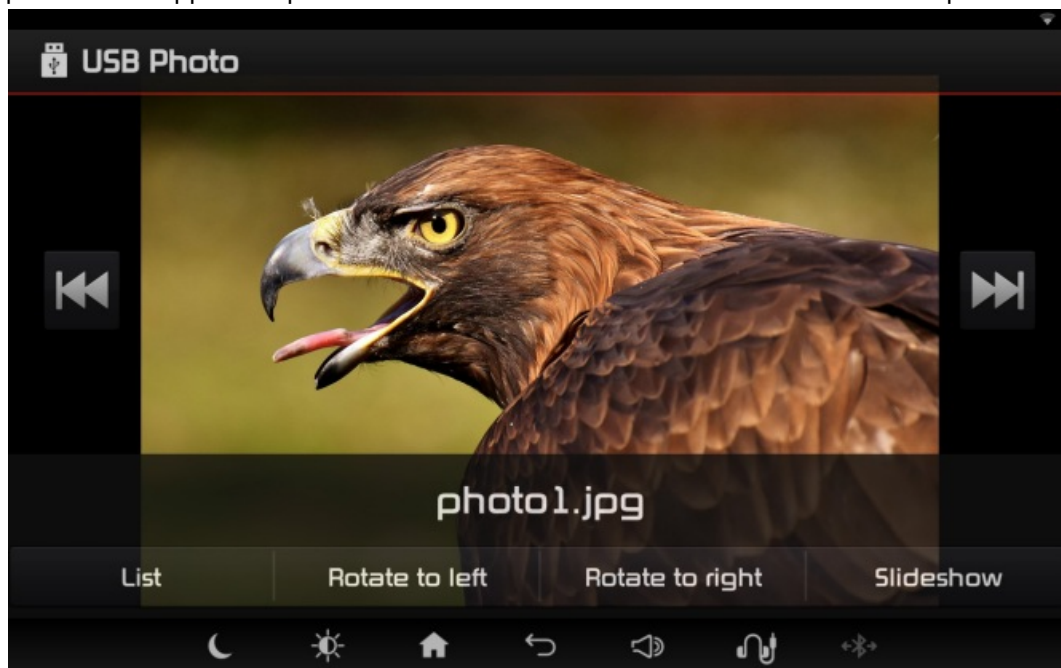 USB Photo
photo1.jpg
List
Rotate to left
Rotate to right
Slideshow